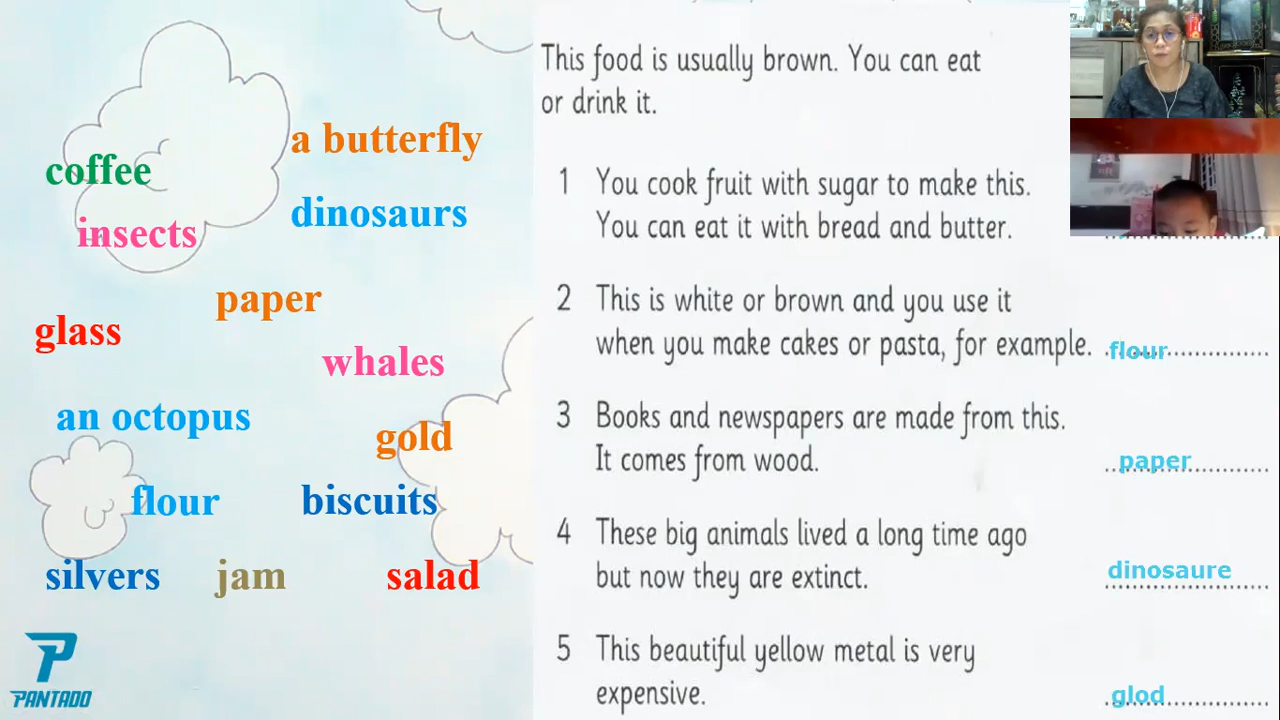 a butterfly
coffee
dinosaurs
insects
paper
glass
whales
an octopus
gold
flour
biscuits
silvers
jam
salad
PANTADO
This food is usually brown. You can eat
or drink it.
1 You cook fruit with sugar to make this.
You can eat it with bread and butter.
2 This is white or brown and you use it
when you make cakes or pasta, for example. flour
3 Books and newspapers are made from this.
It comes from wood. paper
4 These big animals lived a long time ago
but now they are extinct. dinosaure
5 This beautiful yellow metal is very
expensive. glod